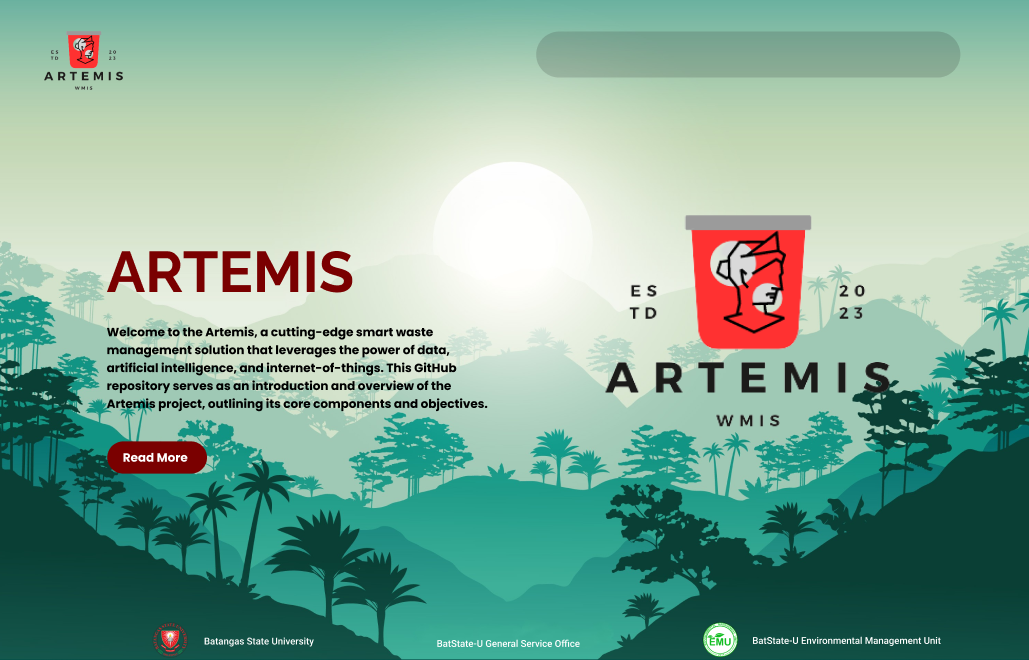 ES 20
TD 23
ARTEMIS
WMIS
ARTEMIS
Welcome to the Artemis, a cutting-edge smart waste
management solution that leverages the power of data,
artificial intelligence, and internet-of-things. This GitHub
repository serves as an introduction and overview of the
Artemis project, outlining its core components and objectives.
Read More
ES 20
TD 23
ARTEMIS
WMIS
Batangas State University
BatState-U General Service Office
EMU
BatState-U Environmental Management Unit